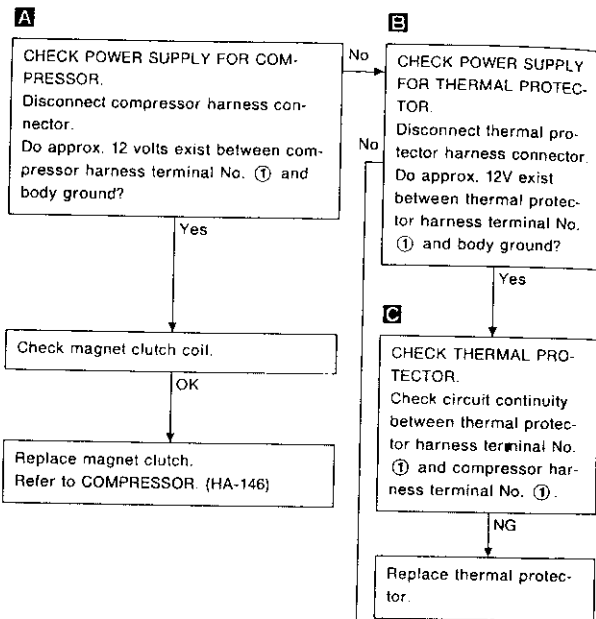 A
CHECK POWER SUPPLY FOR COM-
PRESSOR.
Disconnect compressor harness con-
nector.
Do approx. 12 volts exist between com-
pressor harness terminal No. ① and
body ground?
No
Yes
Check magnet clutch coil.
OK
Replace magnet clutch.
Refer to COMPRESSOR. (HA-146)
B
CHECK POWER SUPPLY
FOR THERMAL PROTEC-
TOR.
Disconnect thermal pro-
tector harness connector.
Do approx. 12V exist
between thermal protec-
tor harness terminal No.
① and body ground?
No
Yes
C
CHECK THERMAL PRO-
TECTOR.
Check circuit continuity
between thermal protec-
tor harness terminal No.
① and compressor har-
ness terminal No. ①.
NG
Replace thermal protec-
tor.